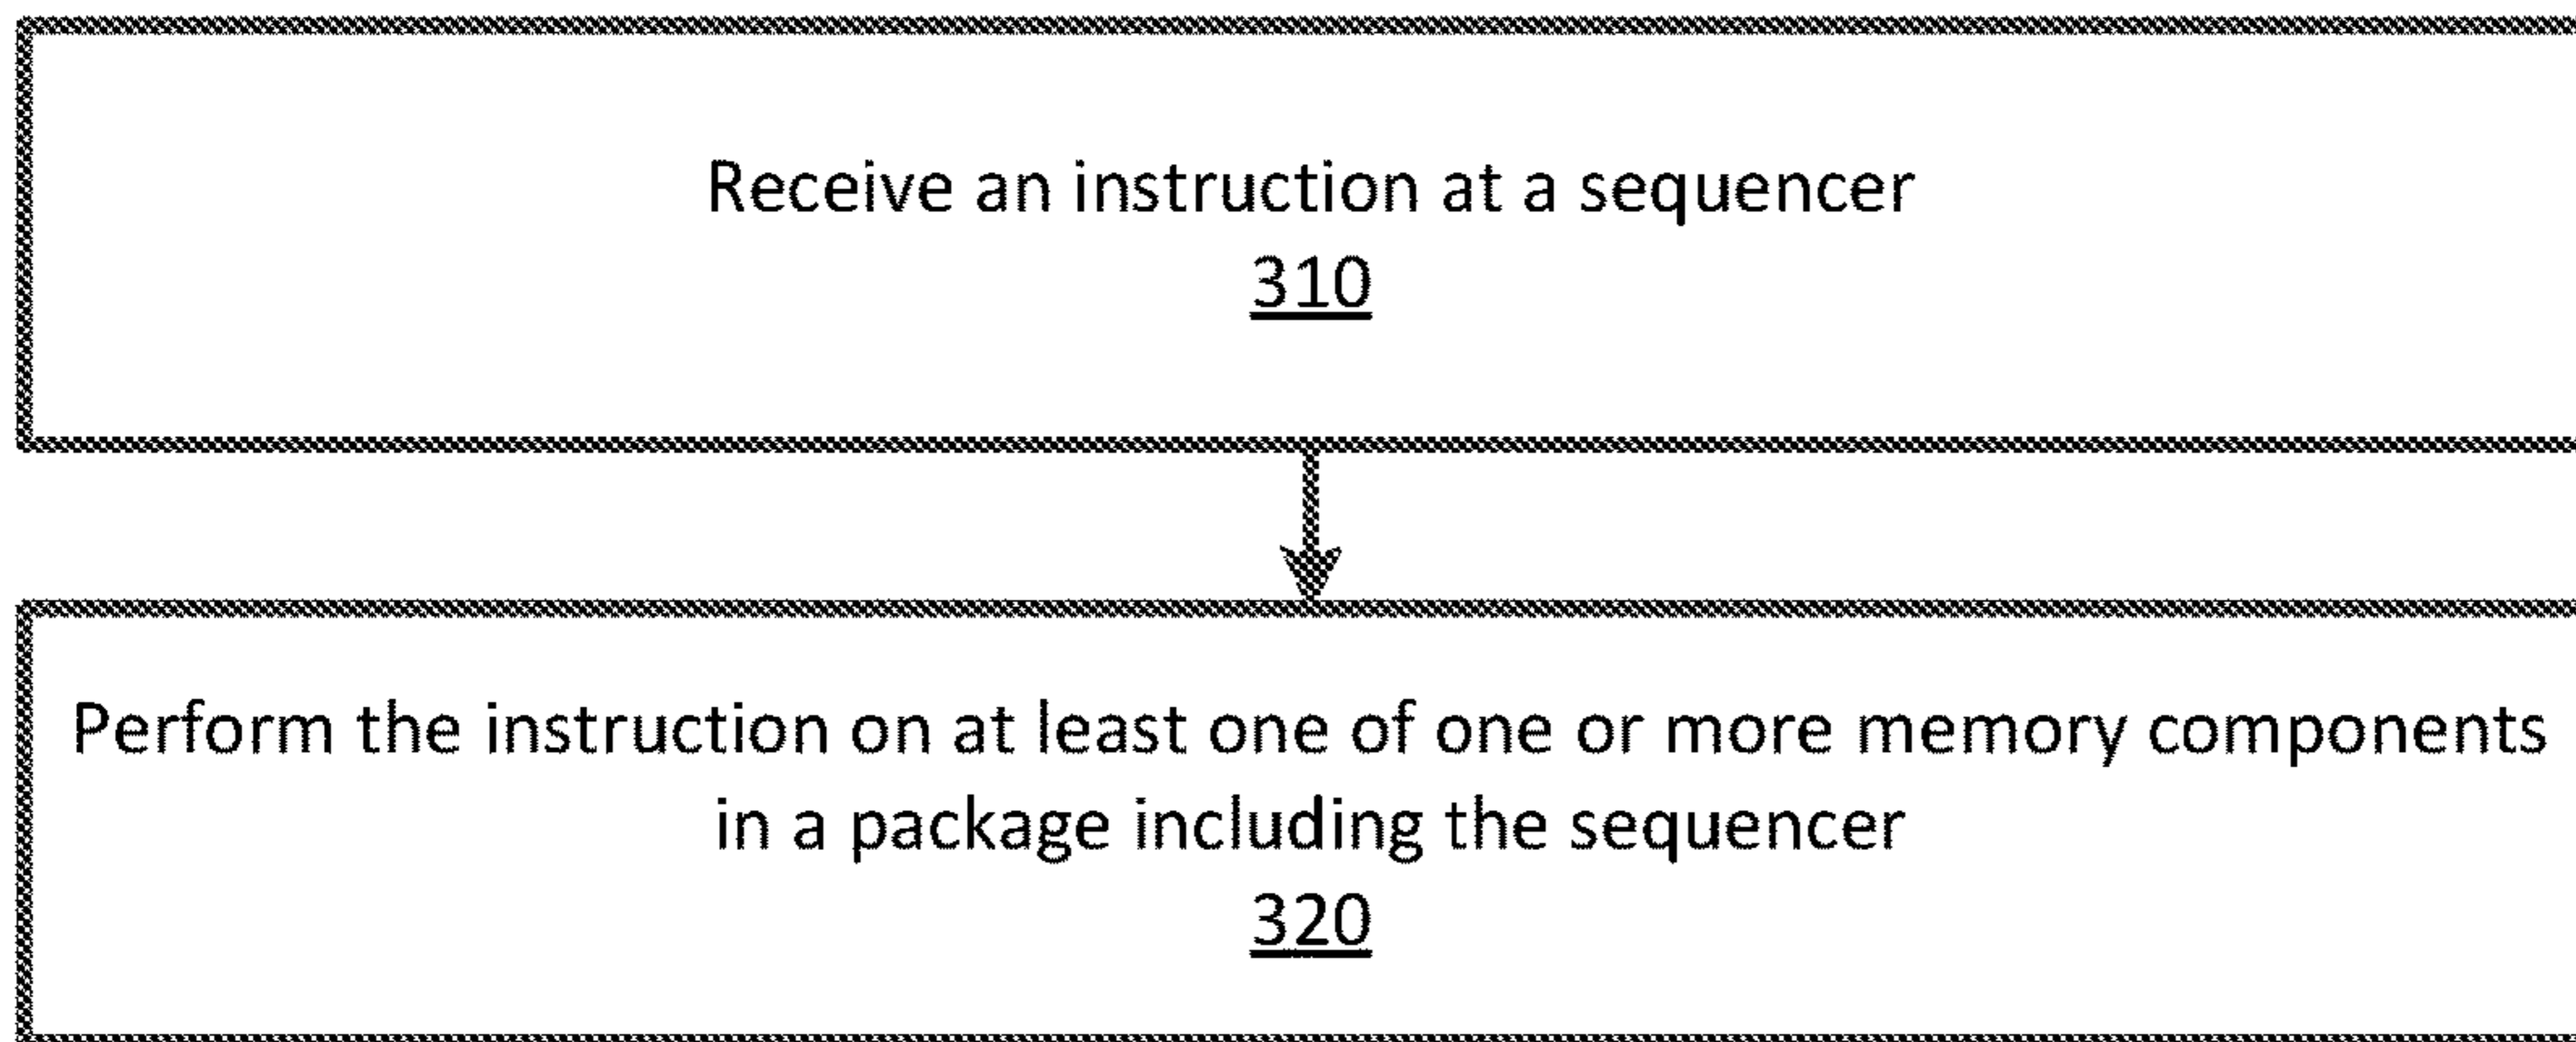 Receive an instruction at a sequencer
310
Perform the instruction on at least one of one or more memory components
in a package including the sequencer
320